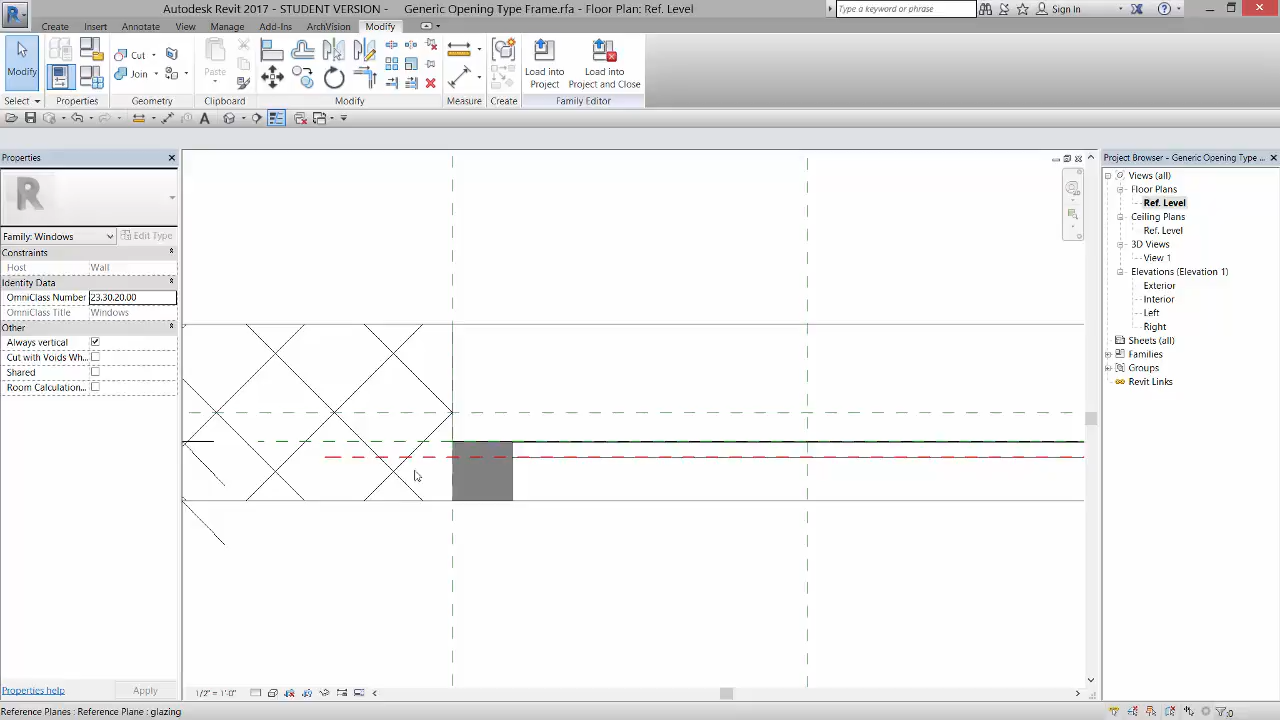 Autodesk Revit 2017 - STUDENT VERSION - Generic Opening Type Frame.rfa - Floor Plan: Ref. Level
Type a keyword or phrase
Sign In
Create Insert Annotate View Manage Add-Ins ArchVision Modify
Modify
Cut
Join
Paste
Load into Project
Load into Project and Close
Select Properties Geometry Clipboard Modify Measure Create Family Editor
Properties
Family: Windows
Edit Type
Constraints
Host Wall
Identity Data
OmniClass Number 23.30.20.00
OmniClass Title Windows
Other
Always vertical
Cut with Voids Wh...
Shared
Room Calculation...
Properties help
Apply
1/2" = 1'0"
Project Browser - Generic Opening Type ...
Views (all)
Floor Plans
Ref. Level
Ceiling Plans
Ref. Level
3D Views
View 1
Elevations (Elevation 1)
Exterior
Interior
Left
Right
Sheets (all)
Families
Groups
Revit Links
Reference Planes : Reference Plane : glazing
:0